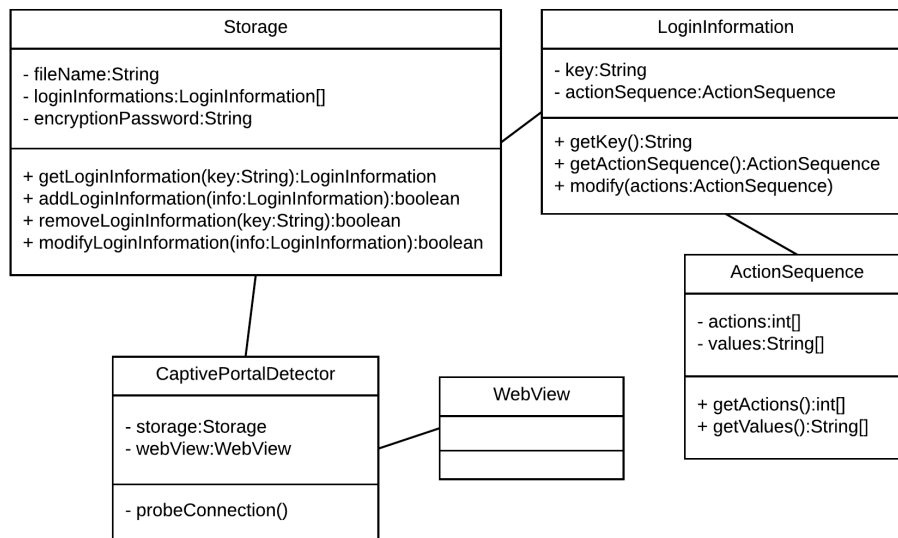 Storage
- fileName:String
- loginInformations:LoginInformation[]
- encryptionPassword:String
+ getLoginInformation(key:String):LoginInformation
+ addLoginInformation(info:LoginInformation):boolean
+ removeLoginInformation(key:String):boolean
+ modifyLoginInformation(info:LoginInformation):boolean
LoginInformation
- key:String
- actionSequence:ActionSequence
+ getKey():String
+ getActionSequence():ActionSequence
+ modify(actions:ActionSequence)
ActionSequence
- actions:int[]
- values:String[]
+ getActions():int[]
+ getValues():String[]
CaptivePortalDetector
- storage:Storage
- webView:WebView
- probeConnection()
WebView